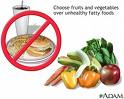 Choose fruits and vegetables
over unhealthy fatty foods
ADAM.